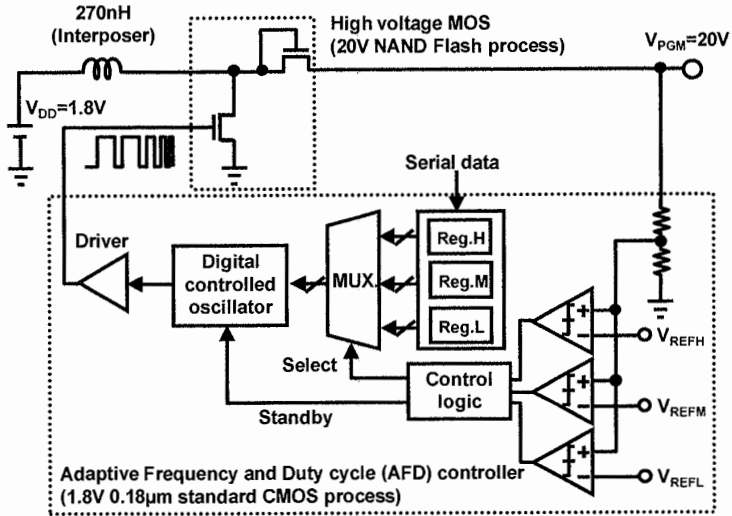 270nH
(Interposer)
High voltage MOS
(20V NAND Flash process)
VPGM=20V
VDD=1.8V
Serial data
Driver
Digital
controlled
oscillator
MUX.
Reg.H
Reg.M
Reg.L
Select
Standby
Control
logic
+
−
VREFH
+
−
VREFM
+
−
VREFL
Adaptive Frequency and Duty cycle (AFD) controller
(1.8V 0.18μm standard CMOS process)